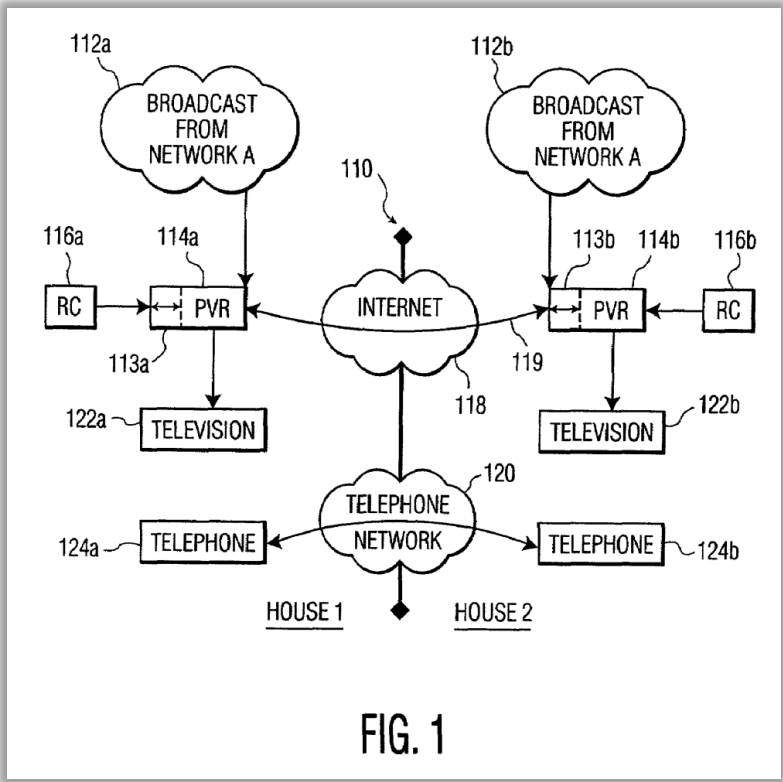 112a
112b
BROADCAST
FROM
NETWORK A
BROADCAST
FROM
NETWORK A
110
116a
114a
113b
114b
116b
RC
PVR
INTERNET
PVR
RC
113a
119
118
122a
TELEVISION
TELEVISION
122b
120
TELEPHONE
NETWORK
124a
TELEPHONE
TELEPHONE
124b
HOUSE 1
HOUSE 2
FIG. 1